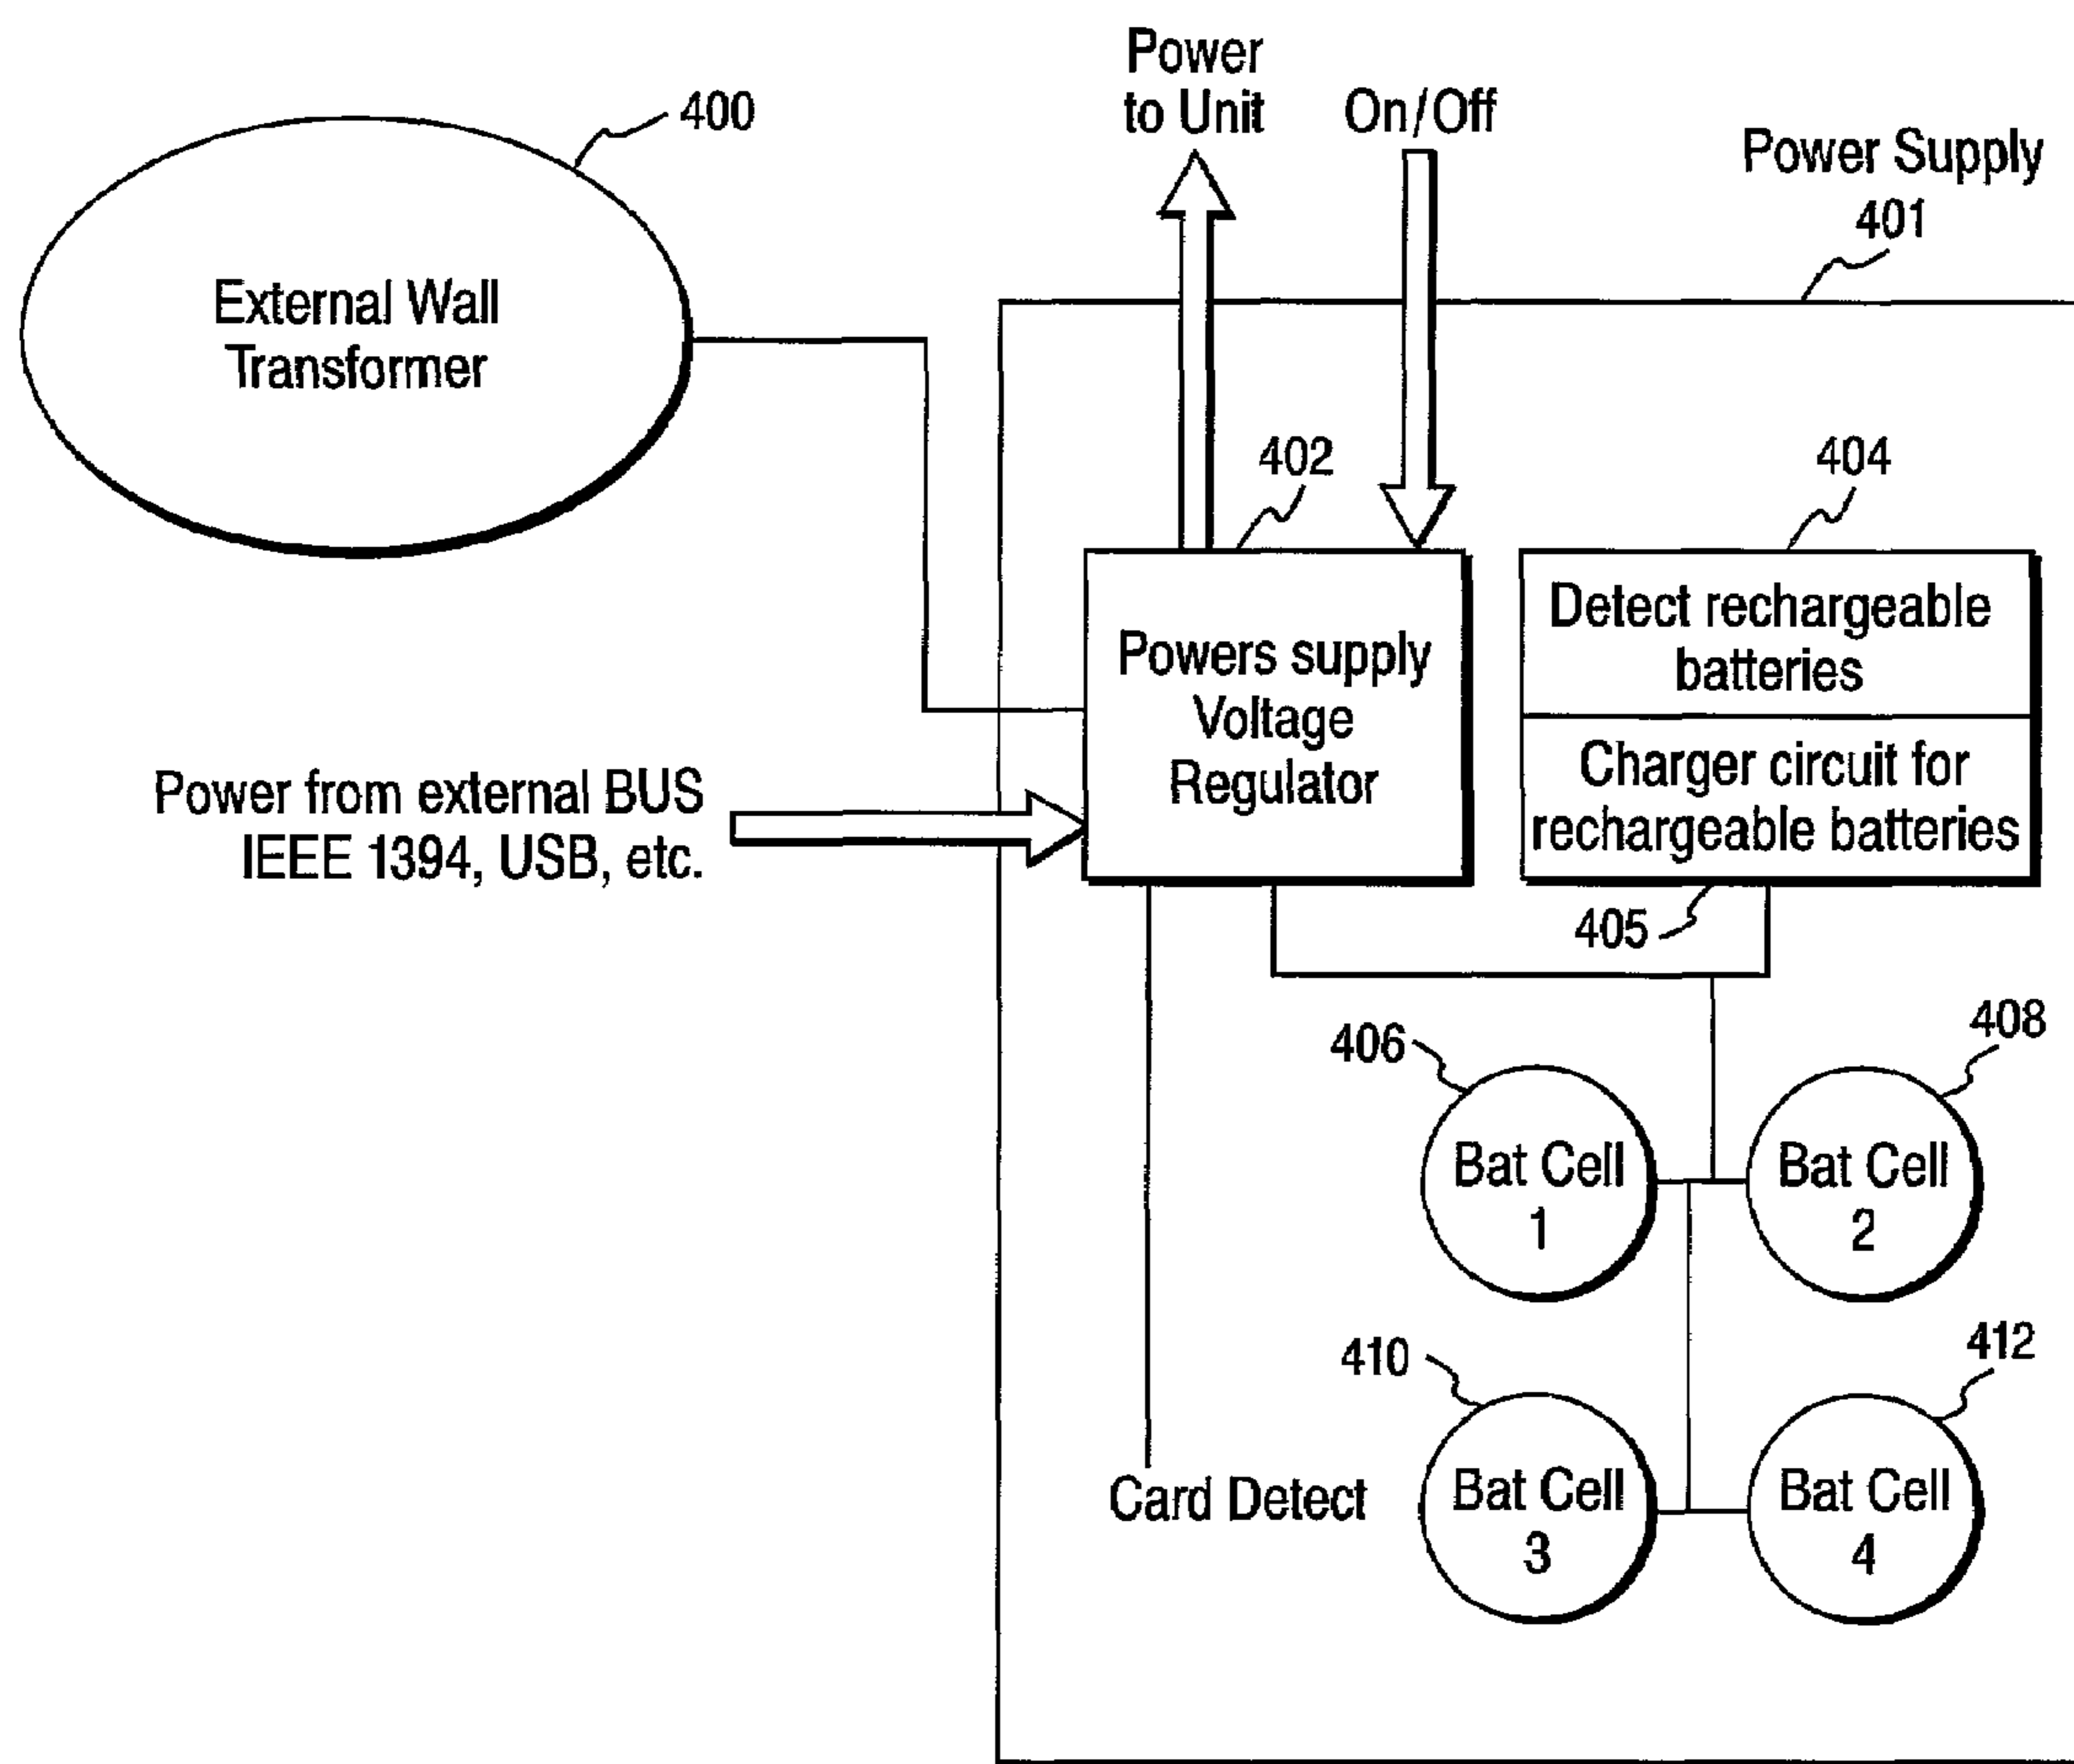 Power
to Unit
On/Off
400
Power Supply
401
External Wall
Transformer
402
404
Powers supply
Voltage
Regulator
Detect rechargeable
batteries
Charger circuit for
rechargeable batteries
Power from external BUS
IEEE 1394, USB, etc.
405
406
408
Bat Cell
1
Bat Cell
2
410
412
Card Detect
Bat Cell
3
Bat Cell
4